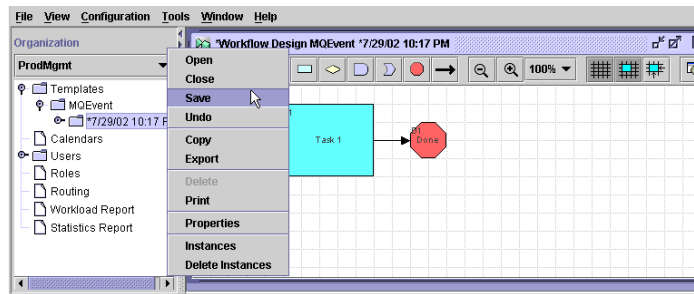 File View Configuration Tools Window Help
Organization
*Workflow Design MQEvent *7/29/02 10:17 PM
ProdMgmt
100%
Templates
MQEvent
*7/29/02 10:17 P
Calendars
Users
Roles
Routing
Workload Report
Statistics Report
Open
Close
Save
Undo
Copy
Export
Delete
Print
Properties
Instances
Delete Instances
Task 1
Done